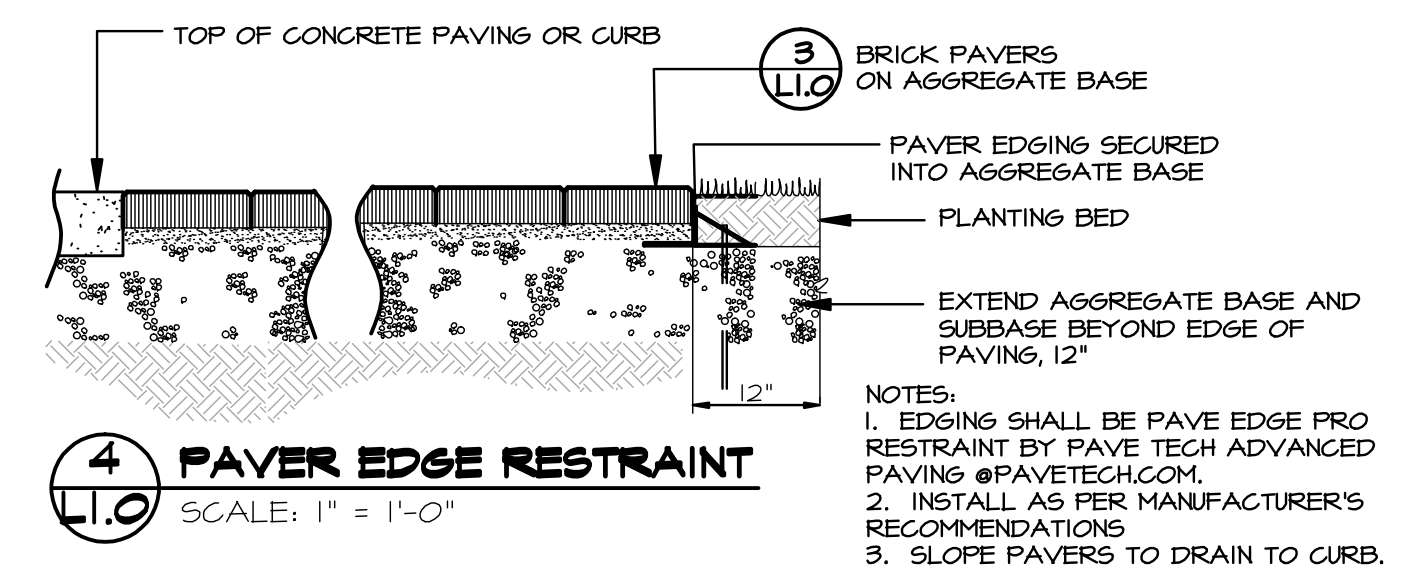 TOP OF CONCRETE PAVING OR CURB
3
L1.0
BRICK PAVERS
ON AGGREGATE BASE
PAVER EDGING SECURED
INTO AGGREGATE BASE
PLANTING BED
EXTEND AGGREGATE BASE AND
SUBBASE BEYOND EDGE OF
PAVING, 12"
12"
NOTES:
1. EDGING SHALL BE PAVE EDGE PRO
RESTRAINT BY PAVE TECH ADVANCED
PAVING @PAVETECH.COM.
2. INSTALL AS PER MANUFACTURER'S
RECOMMENDATIONS
3. SLOPE PAVERS TO DRAIN TO CURB.
4
L1.0
PAVER EDGE RESTRAINT
SCALE: 1" = 1'-0"